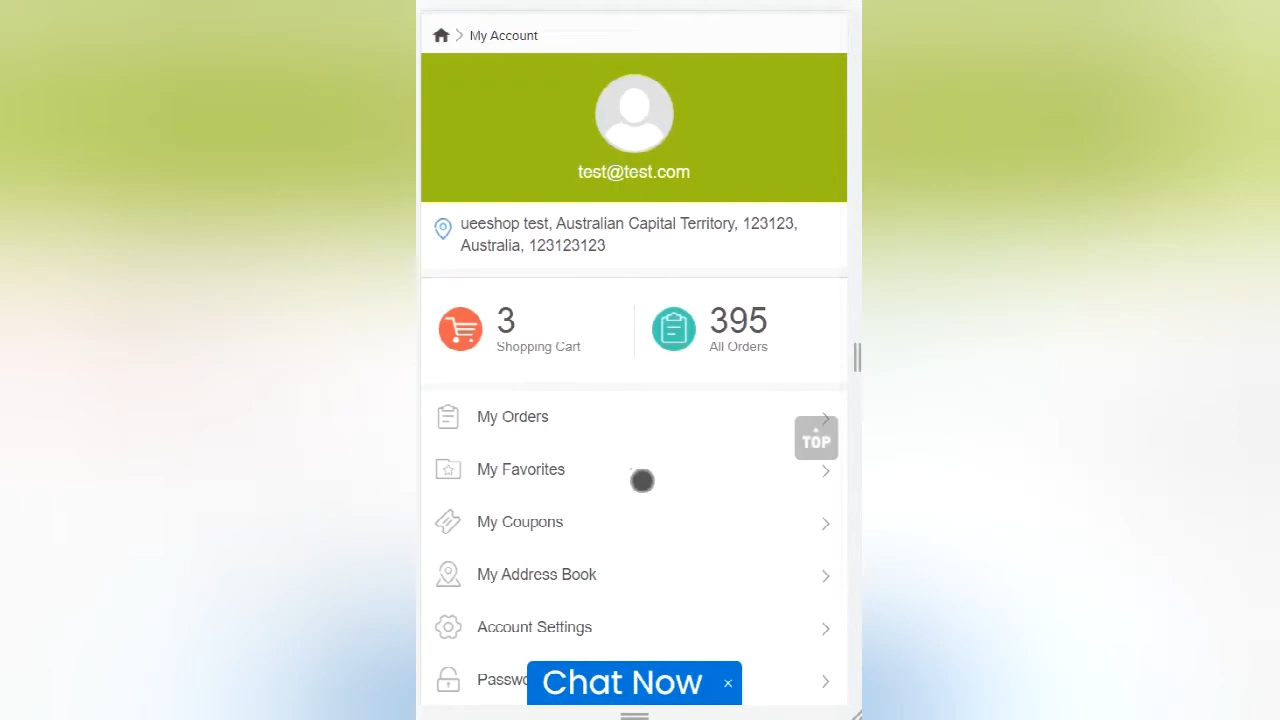 My Account
test@test.com
ueeshop test, Australian Capital Territory, 123123,
Australia, 123123123
3
Shopping Cart
395
All Orders
My Orders
TOP
My Favorites
My Coupons
My Address Book
Account Settings
Chat Now ×